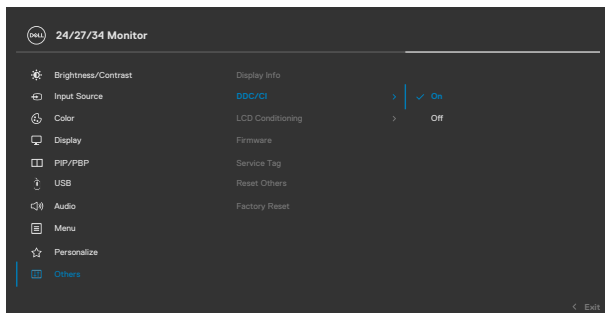 DELL 24/27/34 Monitor
Brightness/Contrast Display Info
Input Source DDC/CI > ✓ On
Color LCD Conditioning > Off
Display Firmware
PIP/PBP Service Tag
USB Reset Others
Audio Factory Reset
Menu
Personalize
Others
< Exit